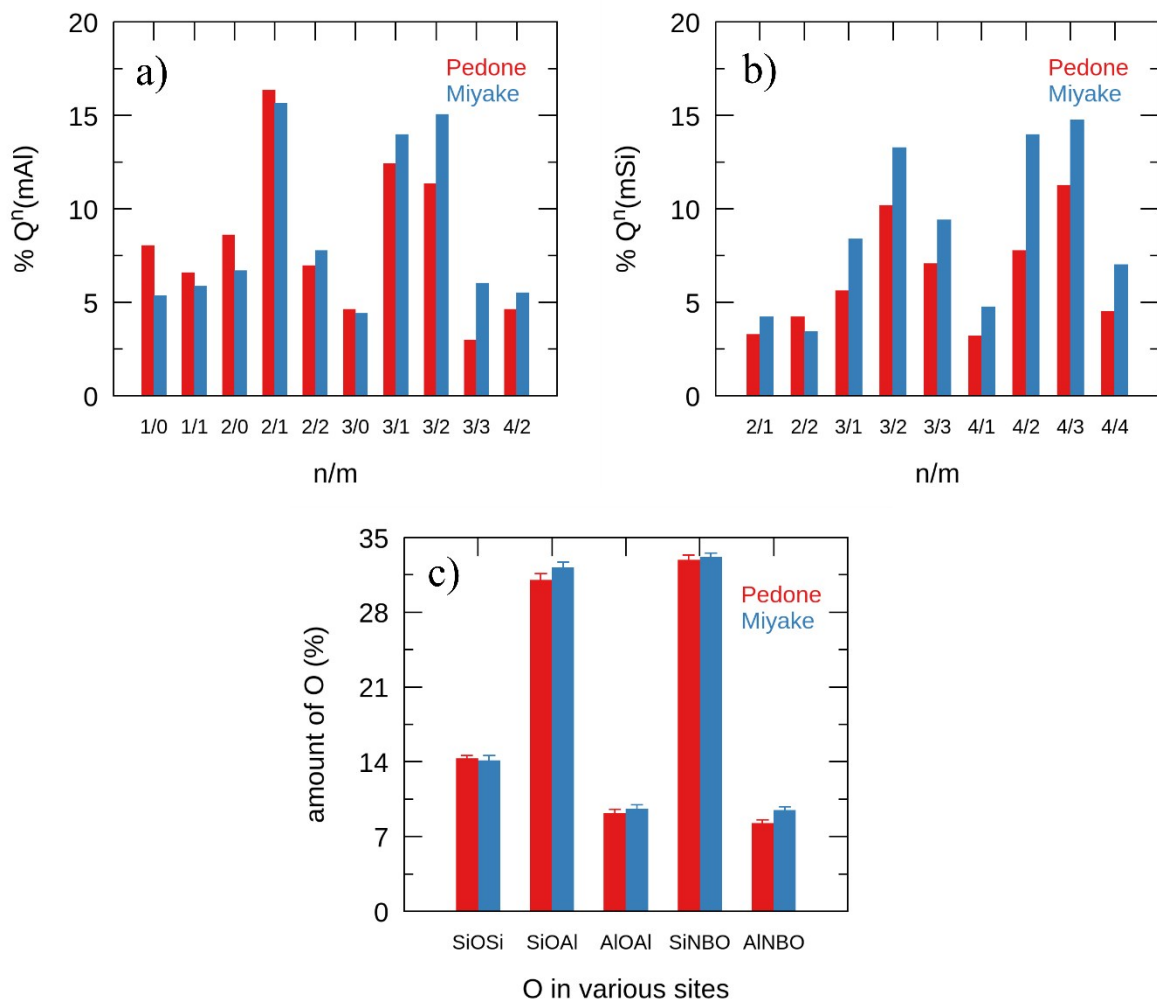 a)
Pedone
Miyake
% Qⁿ(mAl)
20
15
10
5
0
1/0 1/1 2/0 2/1 2/2 3/0 3/1 3/2 3/3 4/2
n/m
b)
Pedone
Miyake
% Qⁿ(mSi)
20
15
10
5
0
2/1 2/2 3/1 3/2 3/3 4/1 4/2 4/3 4/4
n/m
c)
Pedone
Miyake
amount of O (%)
35
28
21
14
7
0
SiOSi SiOAl AlOAl SiNBO AlNBO
O in various sites